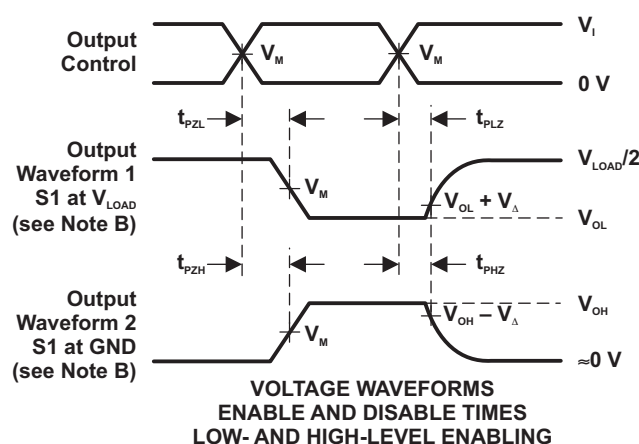 Output
Control
V_M
V_M
V_I
0 V
t_PZL
t_PLZ
Output
Waveform 1
S1 at V_LOAD
(see Note B)
V_M
V_LOAD/2
V_OL + V_Δ
V_OL
t_PZH
t_PHZ
Output
Waveform 2
S1 at GND
(see Note B)
V_M
V_OH
V_OH − V_Δ
≈0 V
VOLTAGE WAVEFORMS
ENABLE AND DISABLE TIMES
LOW- AND HIGH-LEVEL ENABLING